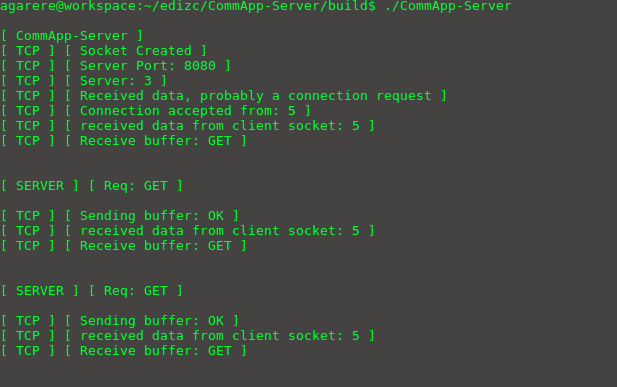 agarere@workspace:~/edizc/CommApp-Server/build$ ./CommApp-Server
[ CommApp-Server ]
[ TCP ] [ Socket Created ]
[ TCP ] [ Server Port: 8080 ]
[ TCP ] [ Server: 3 ]
[ TCP ] [ Received data, probably a connection request ]
[ TCP ] [ Connection accepted from: 5 ]
[ TCP ] [ received data from client socket: 5 ]
[ TCP ] [ Receive buffer: GET ]
[ SERVER ] [ Req: GET ]
[ TCP ] [ Sending buffer: OK ]
[ TCP ] [ received data from client socket: 5 ]
[ TCP ] [ Receive buffer: GET ]
[ SERVER ] [ Req: GET ]
[ TCP ] [ Sending buffer: OK ]
[ TCP ] [ received data from client socket: 5 ]
[ TCP ] [ Receive buffer: GET ]